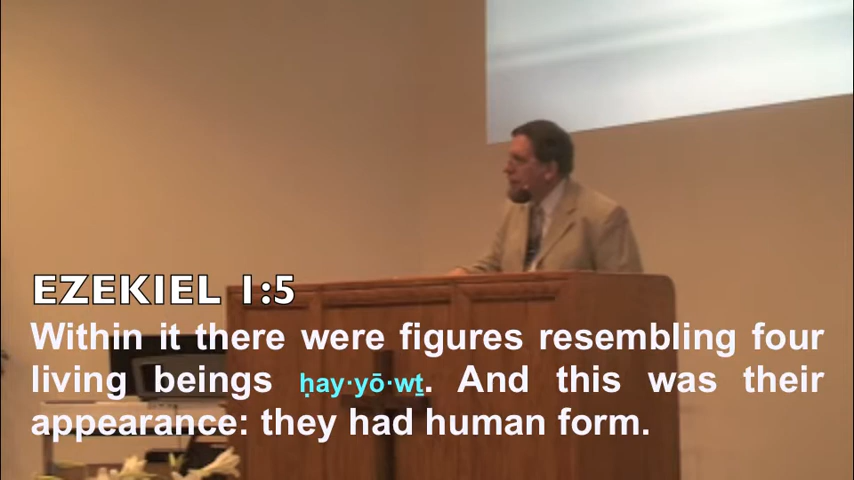 EZEKIEL 1:5
Within it there were figures resembling four
living beings ḥay·yō·wṯ. And this was their
appearance: they had human form.